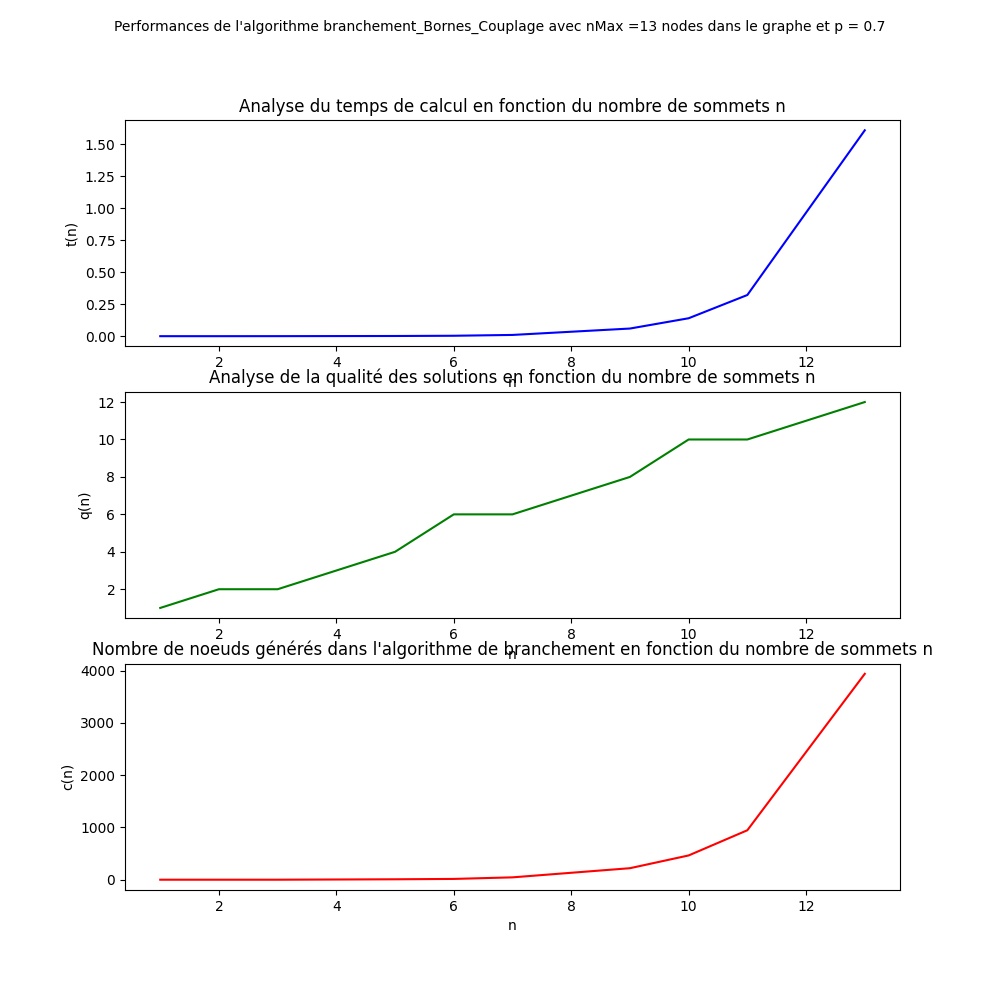 Performances de l'algorithme branchement_Bornes_Couplage avec nMax =13 nodes dans le graphe et p = 0.7
Analyse du temps de calcul en fonction du nombre de sommets n
1.50
1.25
1.00
0.75
0.50
0.25
0.00
t(n)
2 4 6 8 10 12
n
Analyse de la qualité des solutions en fonction du nombre de sommets n
12
10
8
6
4
2
q(n)
2 4 6 8 10 12
n
Nombre de noeuds générés dans l'algorithme de branchement en fonction du nombre de sommets n
4000
3000
2000
1000
0
c(n)
2 4 6 8 10 12
n